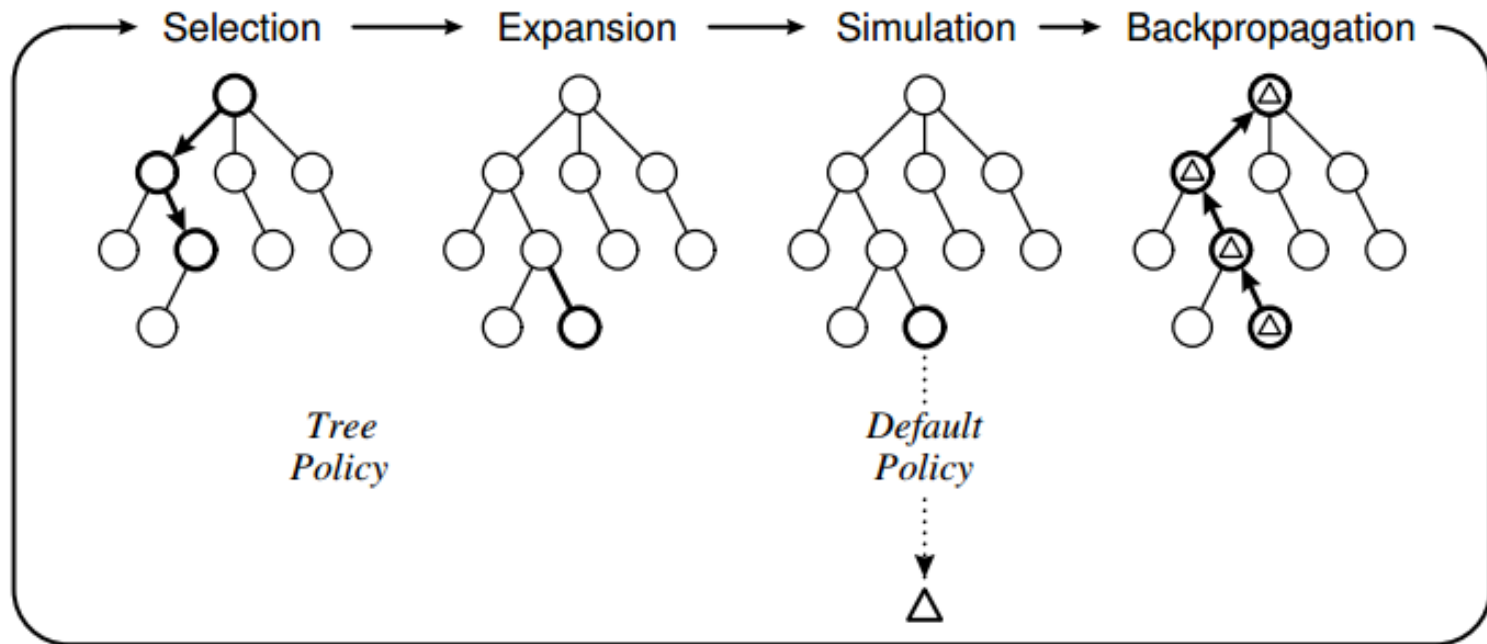 Selection Expansion Simulation Backpropagation
Tree
Policy
Default
Policy